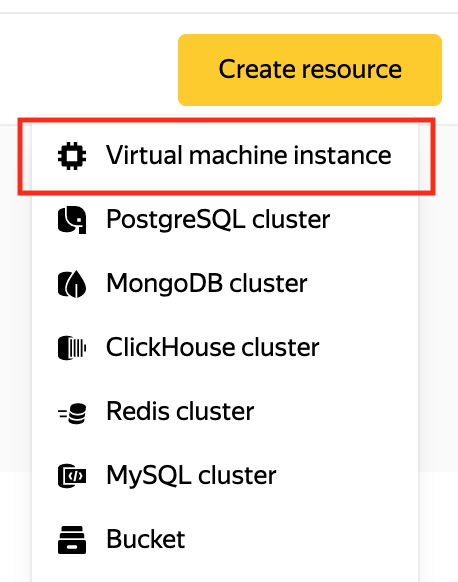 Create resource
Virtual machine instance
PostgreSQL cluster
MongoDB cluster
ClickHouse cluster
Redis cluster
MySQL cluster
Bucket